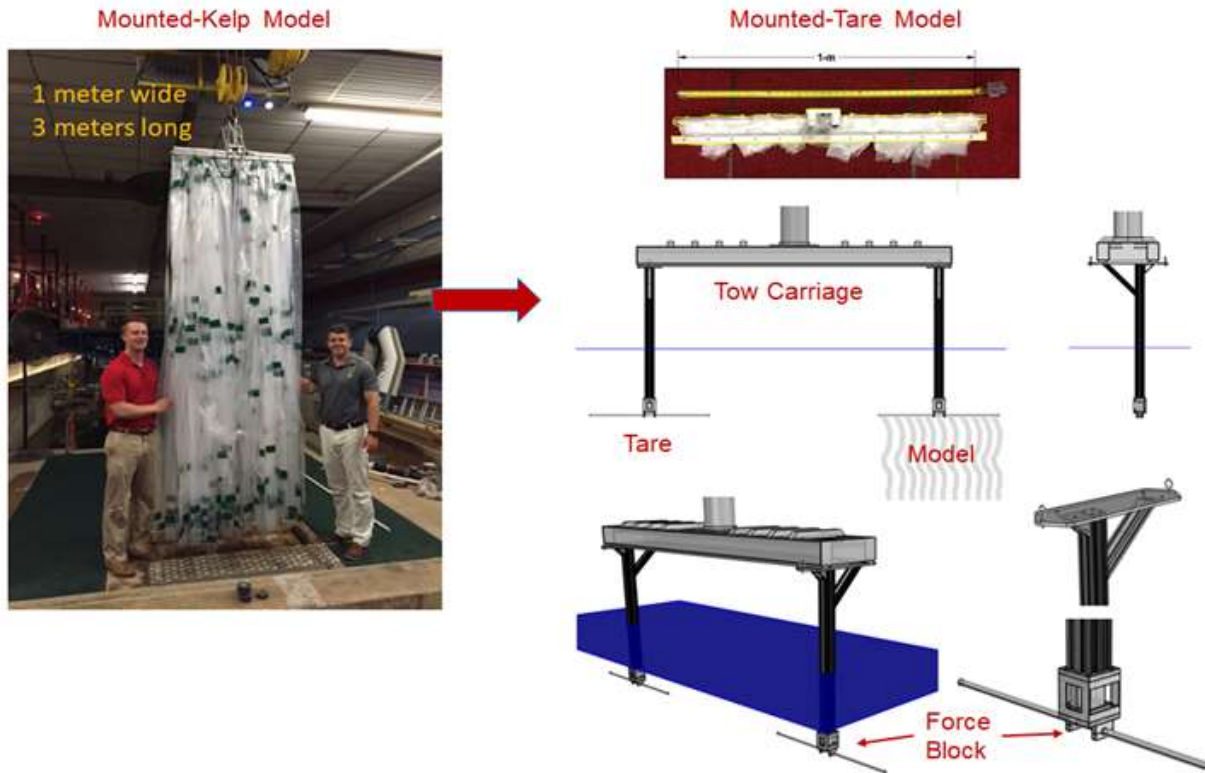 Mounted-Kelp Model
1 meter wide
3 meters long
Mounted-Tare Model
1-m
Tow Carriage
Tare
Model
Force
Block